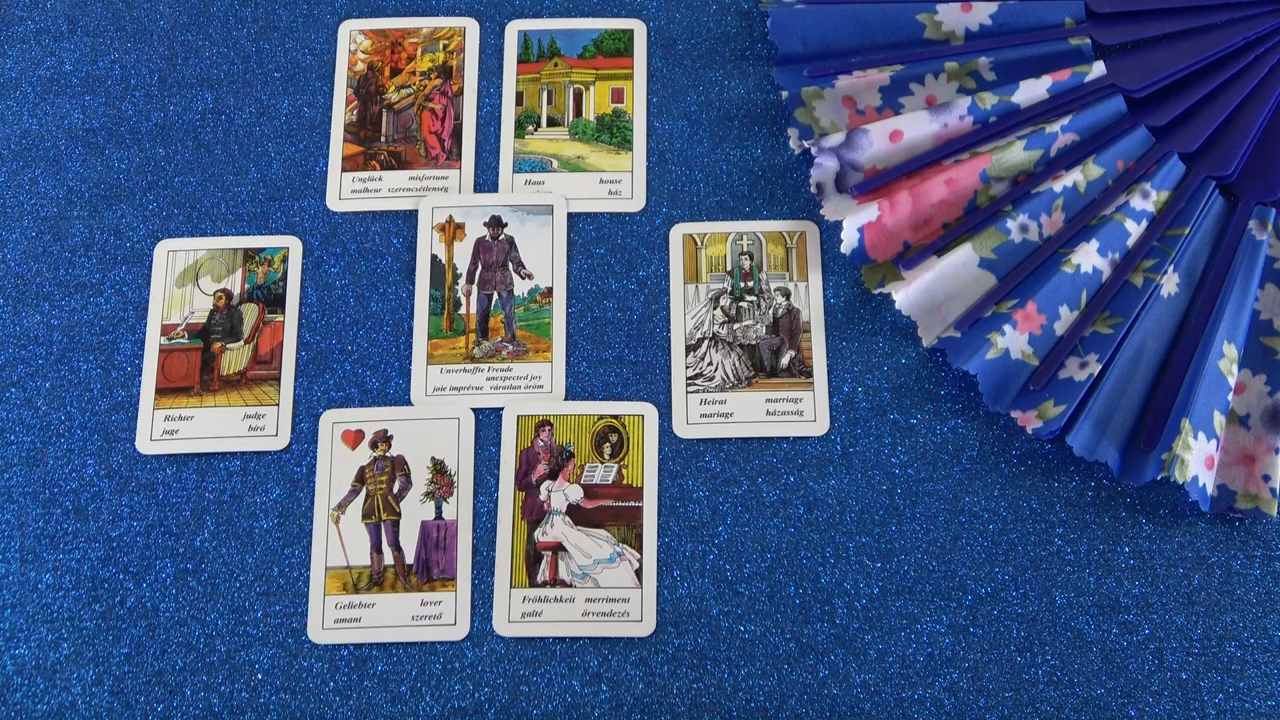 Unglück misfortune
malheur szerencsétlenség
Haus house
ház
Unverhoffte Freude
unexpected joy
joie imprévue váratlan öröm
Richter judge
juge bíró
Heirat marriage
mariage házasság
Geliebter lover
amant szerető
Fröhlichkeit merriment
gaîté örvendezés